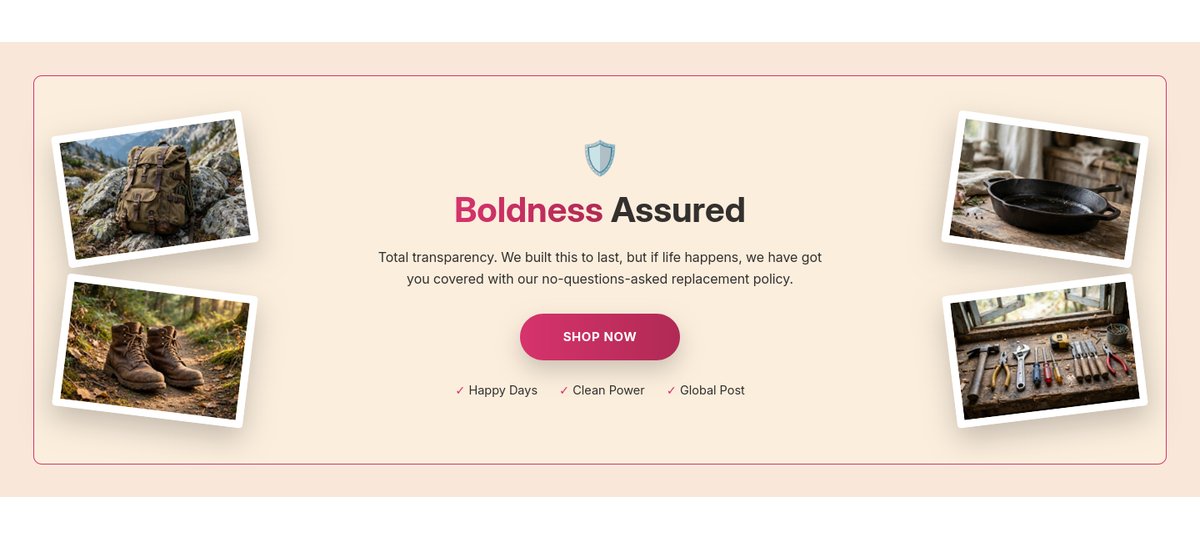 Boldness Assured
Total transparency. We built this to last, but if life happens, we have got
you covered with our no-questions-asked replacement policy.
SHOP NOW
✓ Happy Days ✓ Clean Power ✓ Global Post